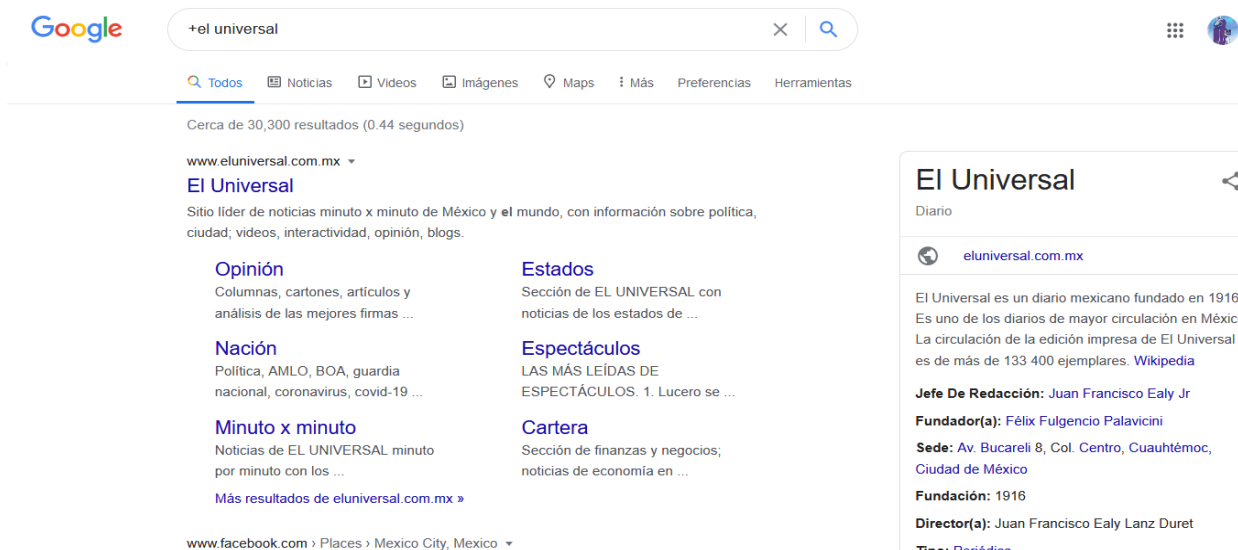 Google
+el universal
Todos Noticias Videos Imágenes Maps Más Preferencias Herramientas
Cerca de 30,300 resultados (0.44 segundos)
www.eluniversal.com.mx
El Universal
Sitio líder de noticias minuto x minuto de México y el mundo, con información sobre política,
ciudad; videos, interactividad, opinión, blogs.
Opinión
Columnas, cartones, artículos y
análisis de las mejores firmas ...
Estados
Sección de EL UNIVERSAL con
noticias de los estados de ...
Nación
Política, AMLO, BOA, guardia
nacional, coronavirus, covid-19 ...
Espectáculos
LAS MÁS LEÍDAS DE
ESPECTÁCULOS. 1. Lucero se ...
Minuto x minuto
Noticias de EL UNIVERSAL minuto
por minuto con los ...
Cartera
Sección de finanzas y negocios;
noticias de economía en ...
Más resultados de eluniversal.com.mx »
www.facebook.com › Places › Mexico City, Mexico
El Universal
Diario
eluniversal.com.mx
El Universal es un diario mexicano fundado en 1916
Es uno de los diarios de mayor circulación en Méxic
La circulación de la edición impresa de El Universal
es de más de 133 400 ejemplares. Wikipedia
Jefe De Redacción: Juan Francisco Ealy Jr
Fundador(a): Félix Fulgencio Palavicini
Sede: Av. Bucareli 8, Col. Centro, Cuauhtémoc,
Ciudad de México
Fundación: 1916
Director(a): Juan Francisco Ealy Lanz Duret